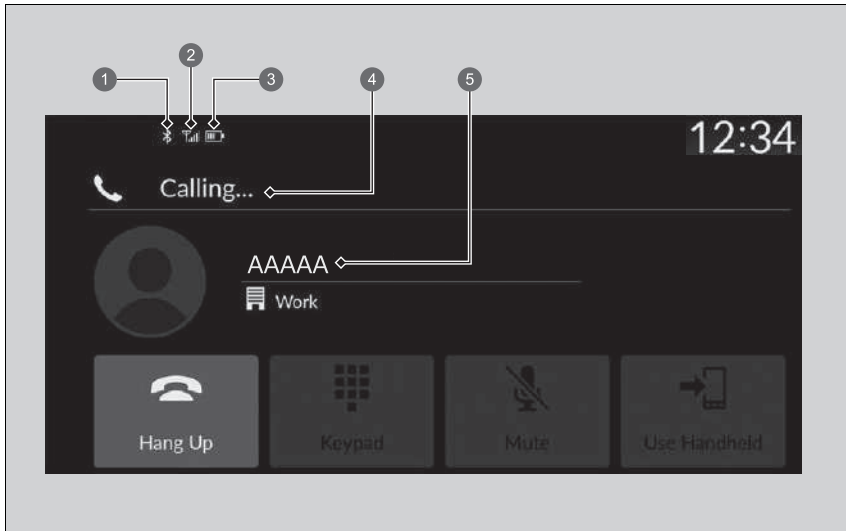 2
1 3 4 5
12:34
Calling...
AAAAA
Work
Hang Up Keypad Mute Use Handheld